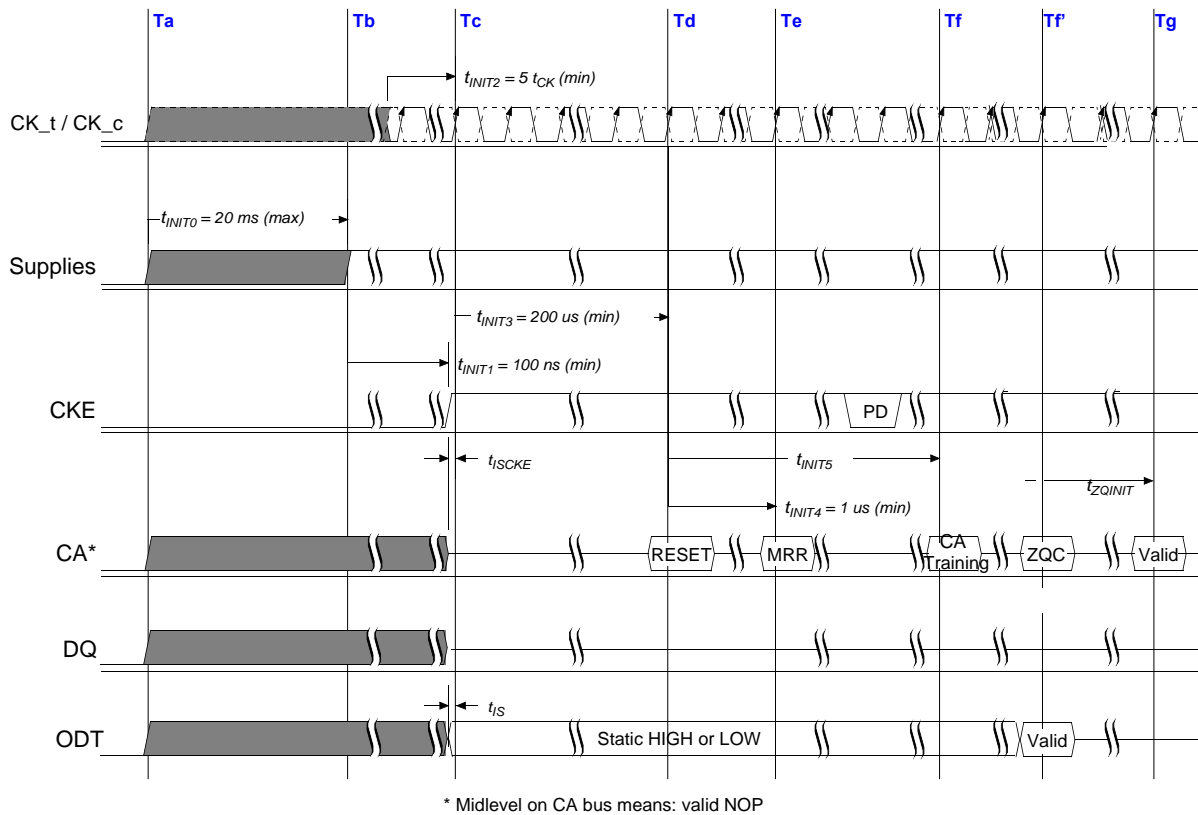 Ta Tb Tc Td Te Tf Tf' Tg
tINIT2 = 5 tCK (min)
CK_t / CK_c
tINIT0 = 20 ms (max)
Supplies
tINIT3 = 200 us (min)
tINIT1 = 100 ns (min)
CKE PD
tISCKE tINIT5
tZQINIT
tINIT4 = 1 us (min)
CA* RESET MRR CA Training ZQC Valid
DQ
tIS
ODT Static HIGH or LOW Valid
* Midlevel on CA bus means: valid NOP